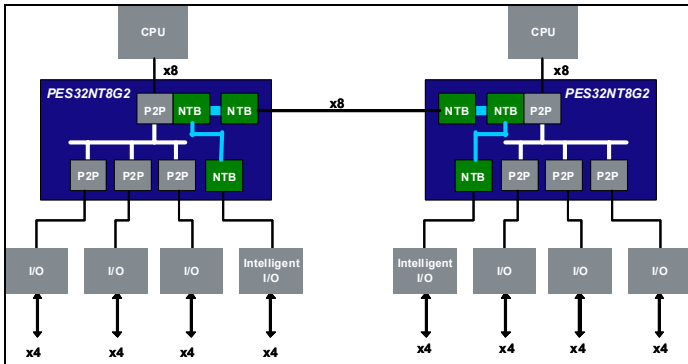 CPU
CPU
x8
x8
PES32NT8G2
PES32NT8G2
P2P NTB NTB
x8
NTB NTB P2P
P2P P2P P2P NTB
NTB P2P P2P P2P
I/O I/O I/O Intelligent
I/O
Intelligent
I/O
I/O I/O I/O
x4 x4 x4 x4
x4 x4 x4 x4